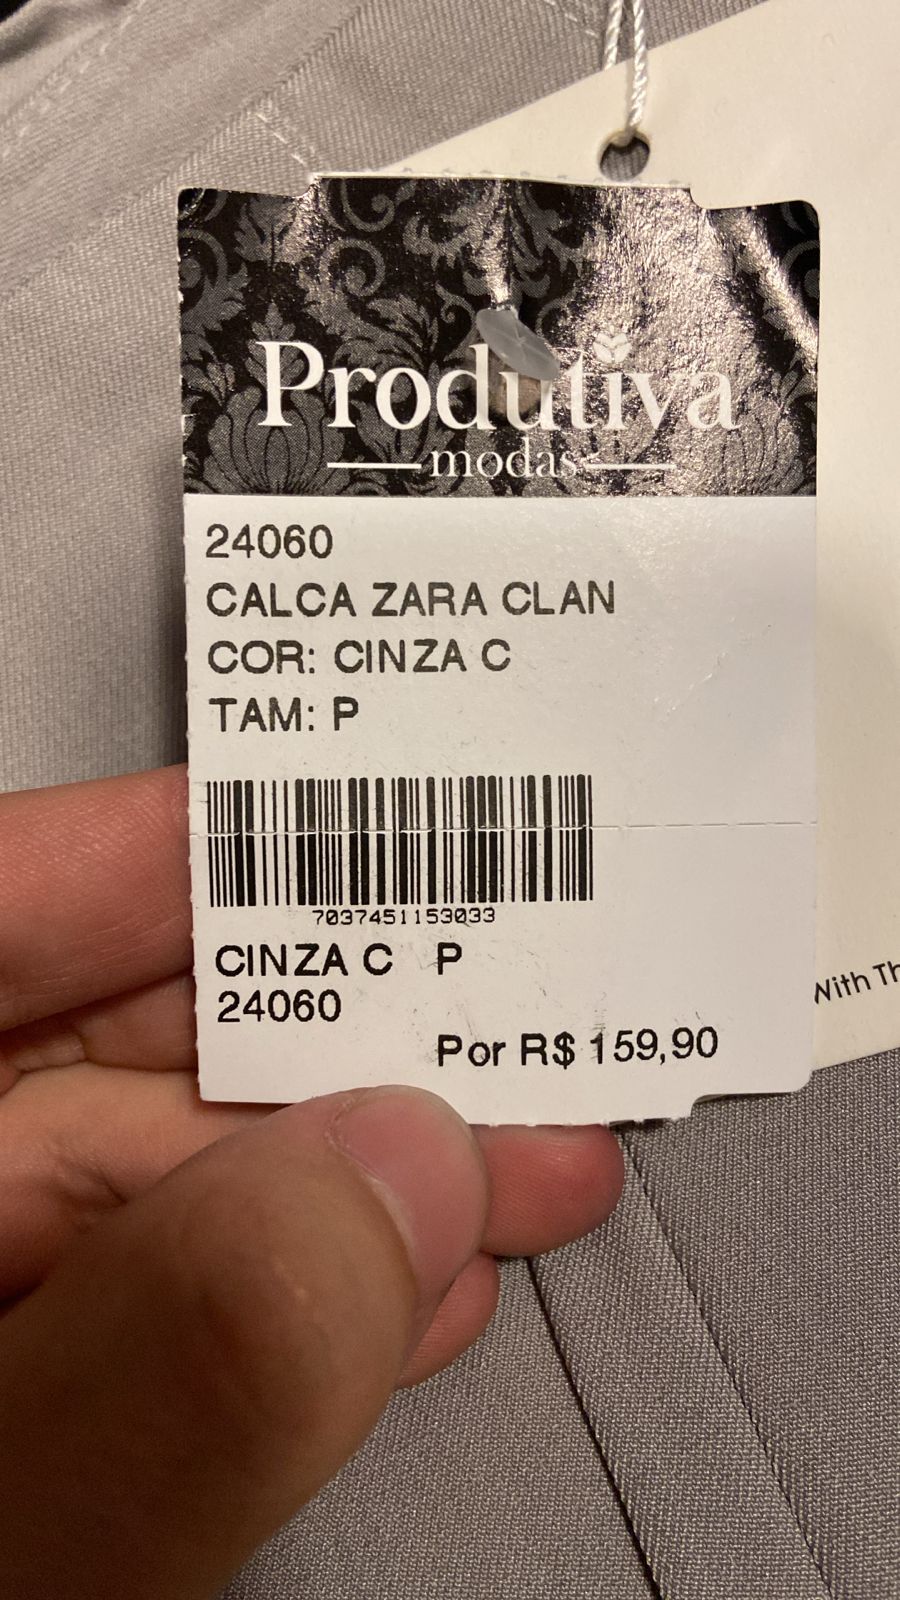 Produtiva
modas
24060
CALCA ZARA CLAN
COR: CINZA C
TAM: P
7037451153033
CINZA C P
24060
Por R$ 159,90
With Th